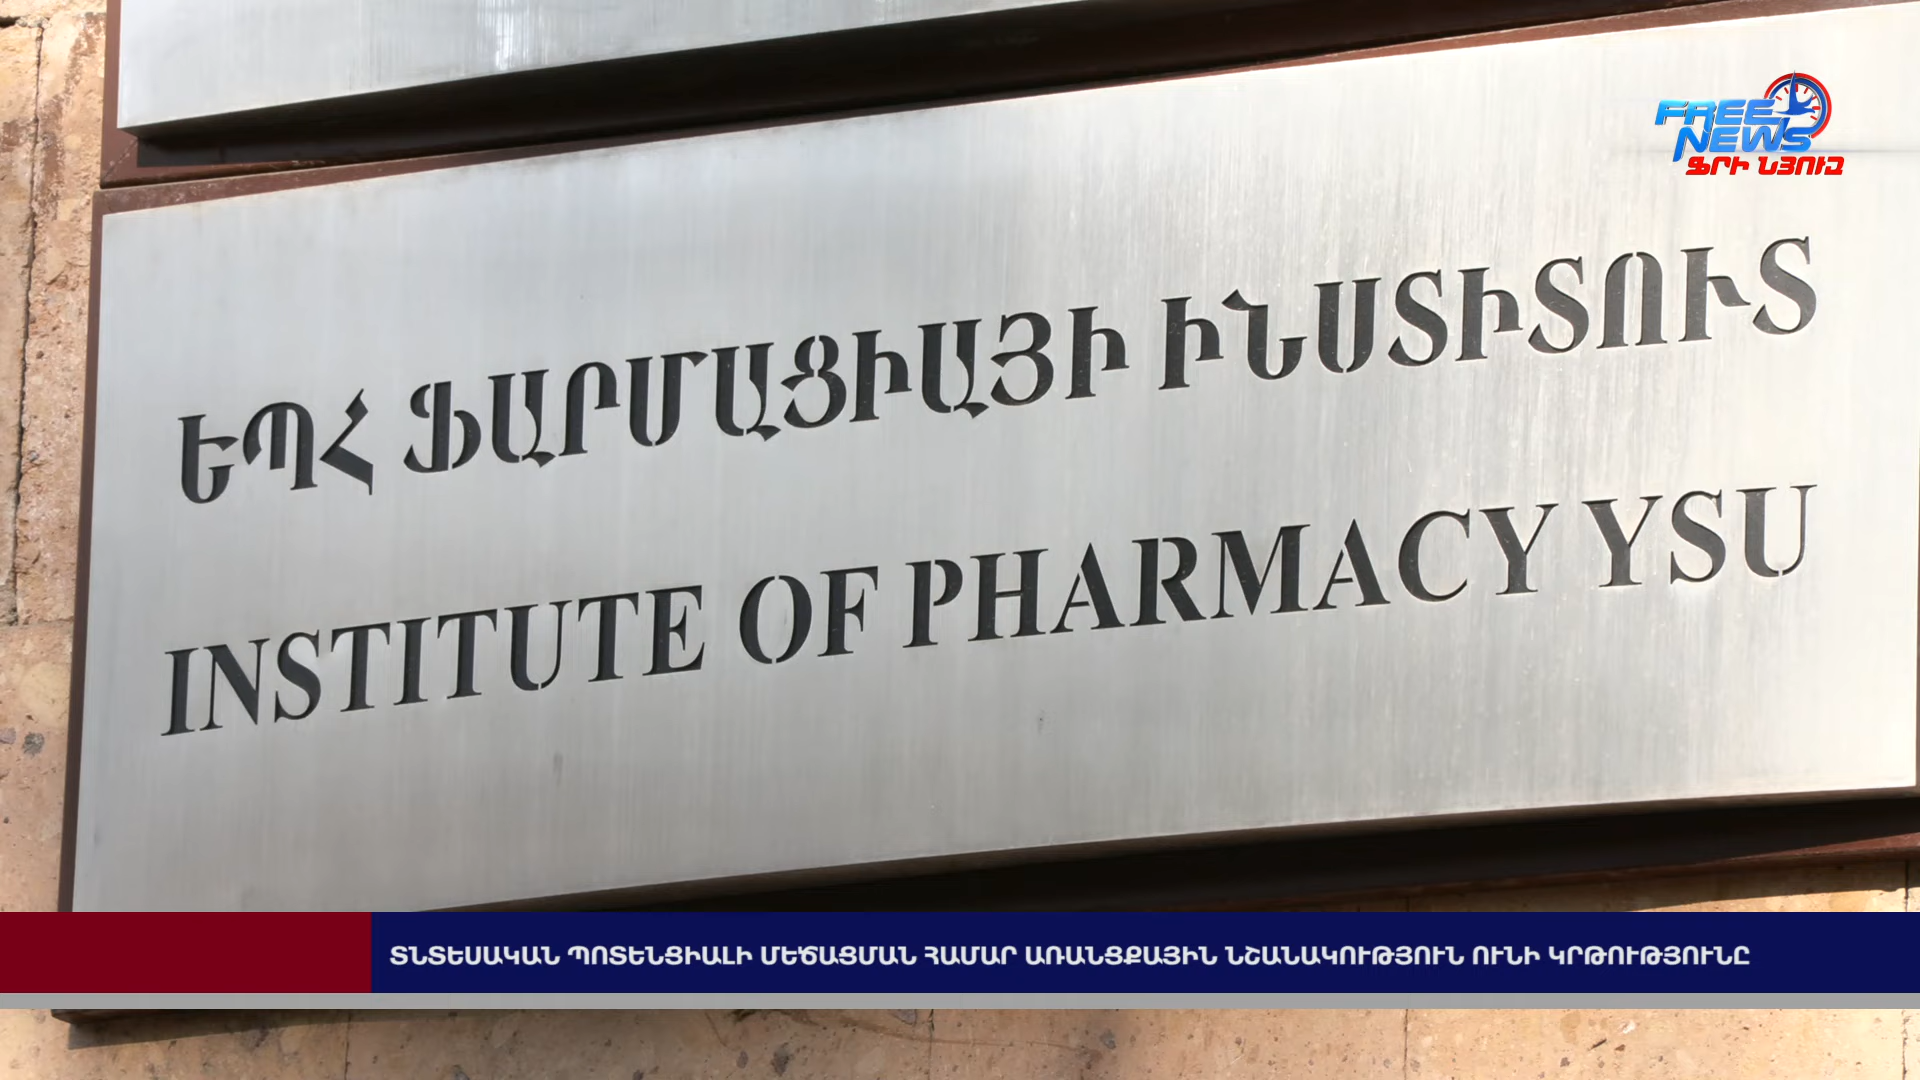 FREE
NEWS
ՖՐԻ ՆՅՈՒԶ
ԵՊՀ ՖԱՐՄԱՑԻԱՅԻ ԻՆՍՏԻՏՈՒՏ
INSTITUTE OF PHARMACY YSU
ՏՆՏԵՍԱԿԱՆ ՊՈՏԵՆՑԻԱԼԻ ՄԵԾԱՑՄԱՆ ՀԱՄԱՐ ԱՌԱՆՑՔԱՅԻՆ ՆՇԱՆԱԿՈՒԹՅՈՒՆ ՈՒՆԻ ԿՐԹՈՒԹՅՈՒՆԸ